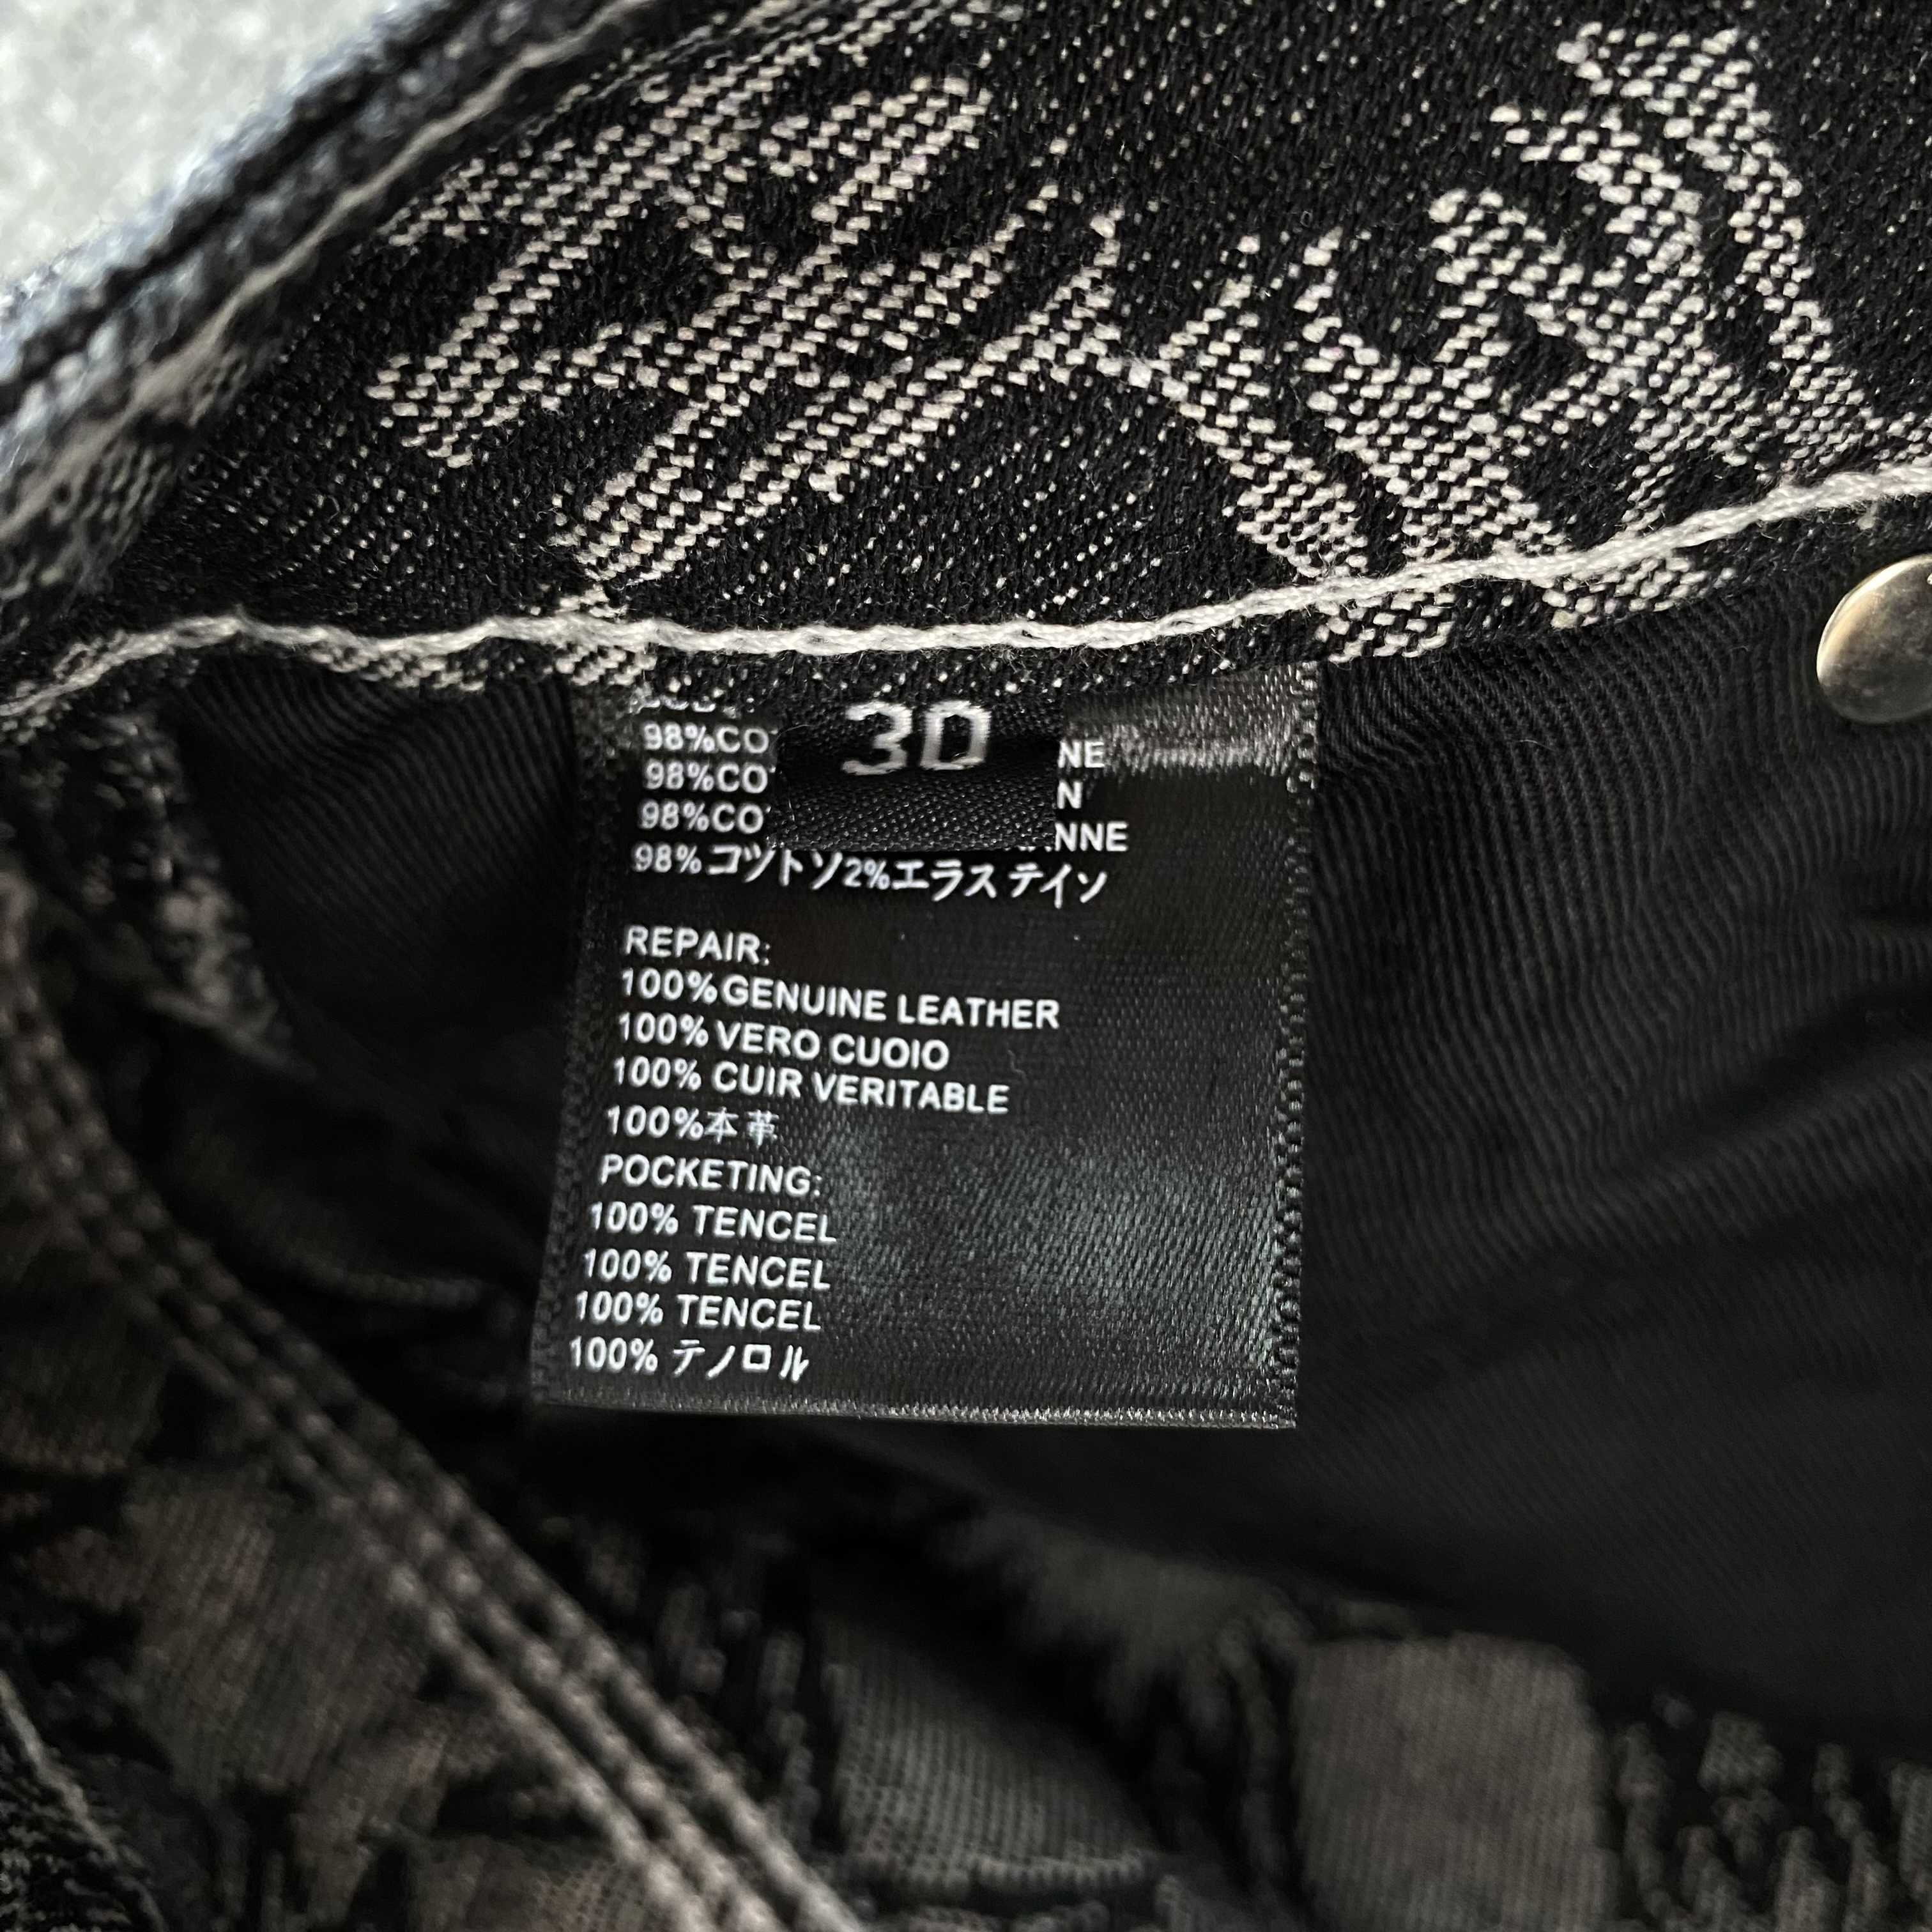 30
98%CO
NE
98%CO
N
98%CO
NNE
98%コツトソ2%エラステイソ
REPAIR:
100%GENUINE LEATHER
100%VERO CUOIO
100% CUIR VERITABLE
100%本革
POCKETING:
100% TENCEL
100% TENCEL
100% TENCEL
100% テノロル